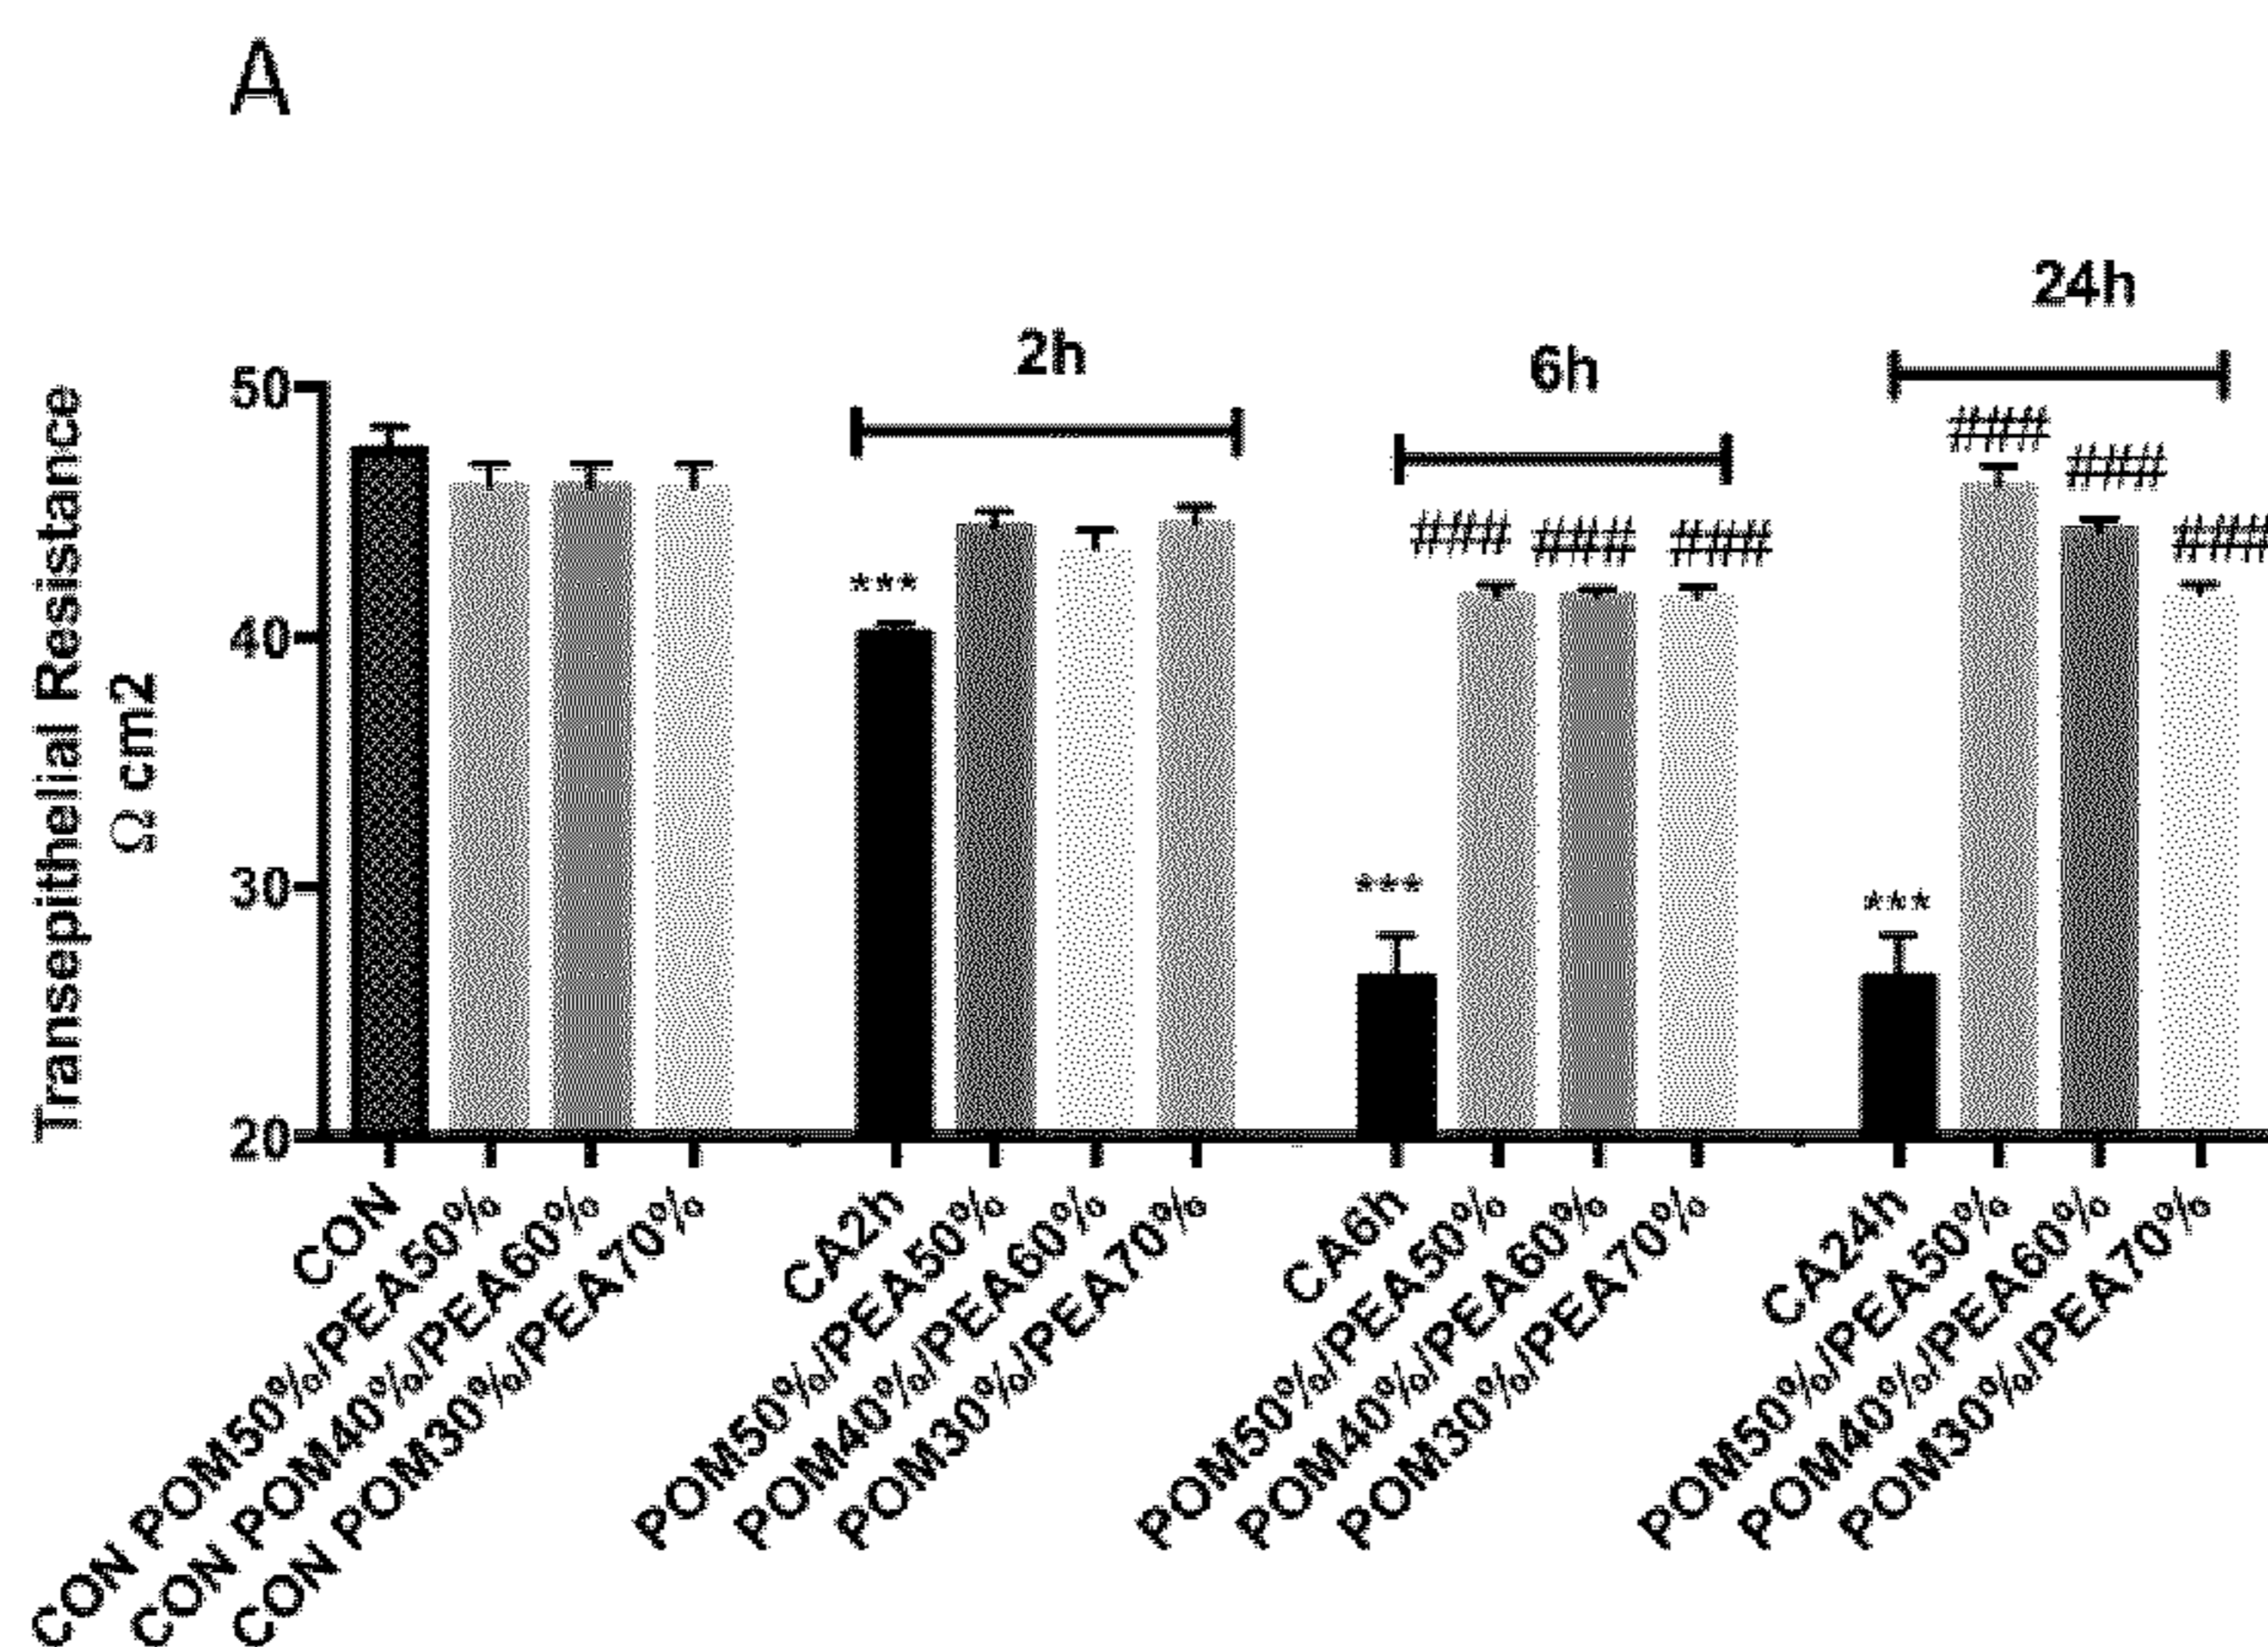 A
24h
2h
6h
Transepithelial Resistance
Ω cm2
50
40
30
20
***
***
***
CON
CON POM50%/PEA50%
CON POM40%/PEA60%
CON POM30%/PEA70%
CA2h
POM50%/PEA50%
POM40%/PEA60%
POM30%/PEA70%
CA6h
POM50%/PEA50%
POM40%/PEA60%
POM30%/PEA70%
CA24h
POM50%/PEA50%
POM40%/PEA60%
POM30%/PEA70%